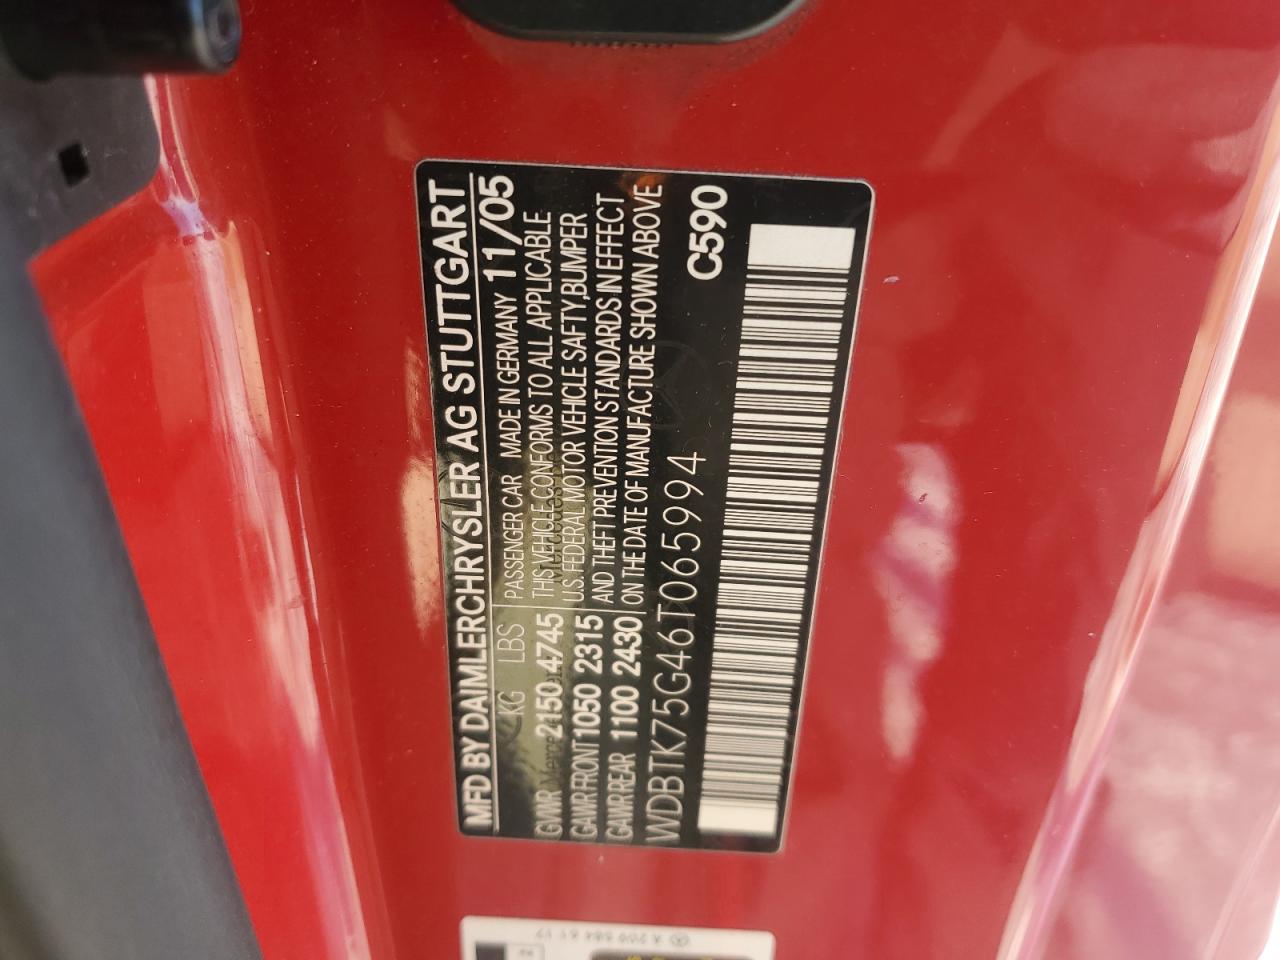 MFD BY DAIMLERCHRYSLER AG STUTTGART
KG LBS PASSENGER CAR MADE IN GERMANY 11/05
GVWR 2150 4745 THIS VEHICLE CONFORMS TO ALL APPLICABLE
U.S. FEDERAL MOTOR VEHICLE SAFTY,BUMPER
GAWR FRONT 1050 2315 AND THEFT PREVENTION STANDARDS IN EFFECT
GAWR REAR 1100 2430 ON THE DATE OF MANUFACTURE SHOWN ABOVE
WDBTK75G46T065994 C590